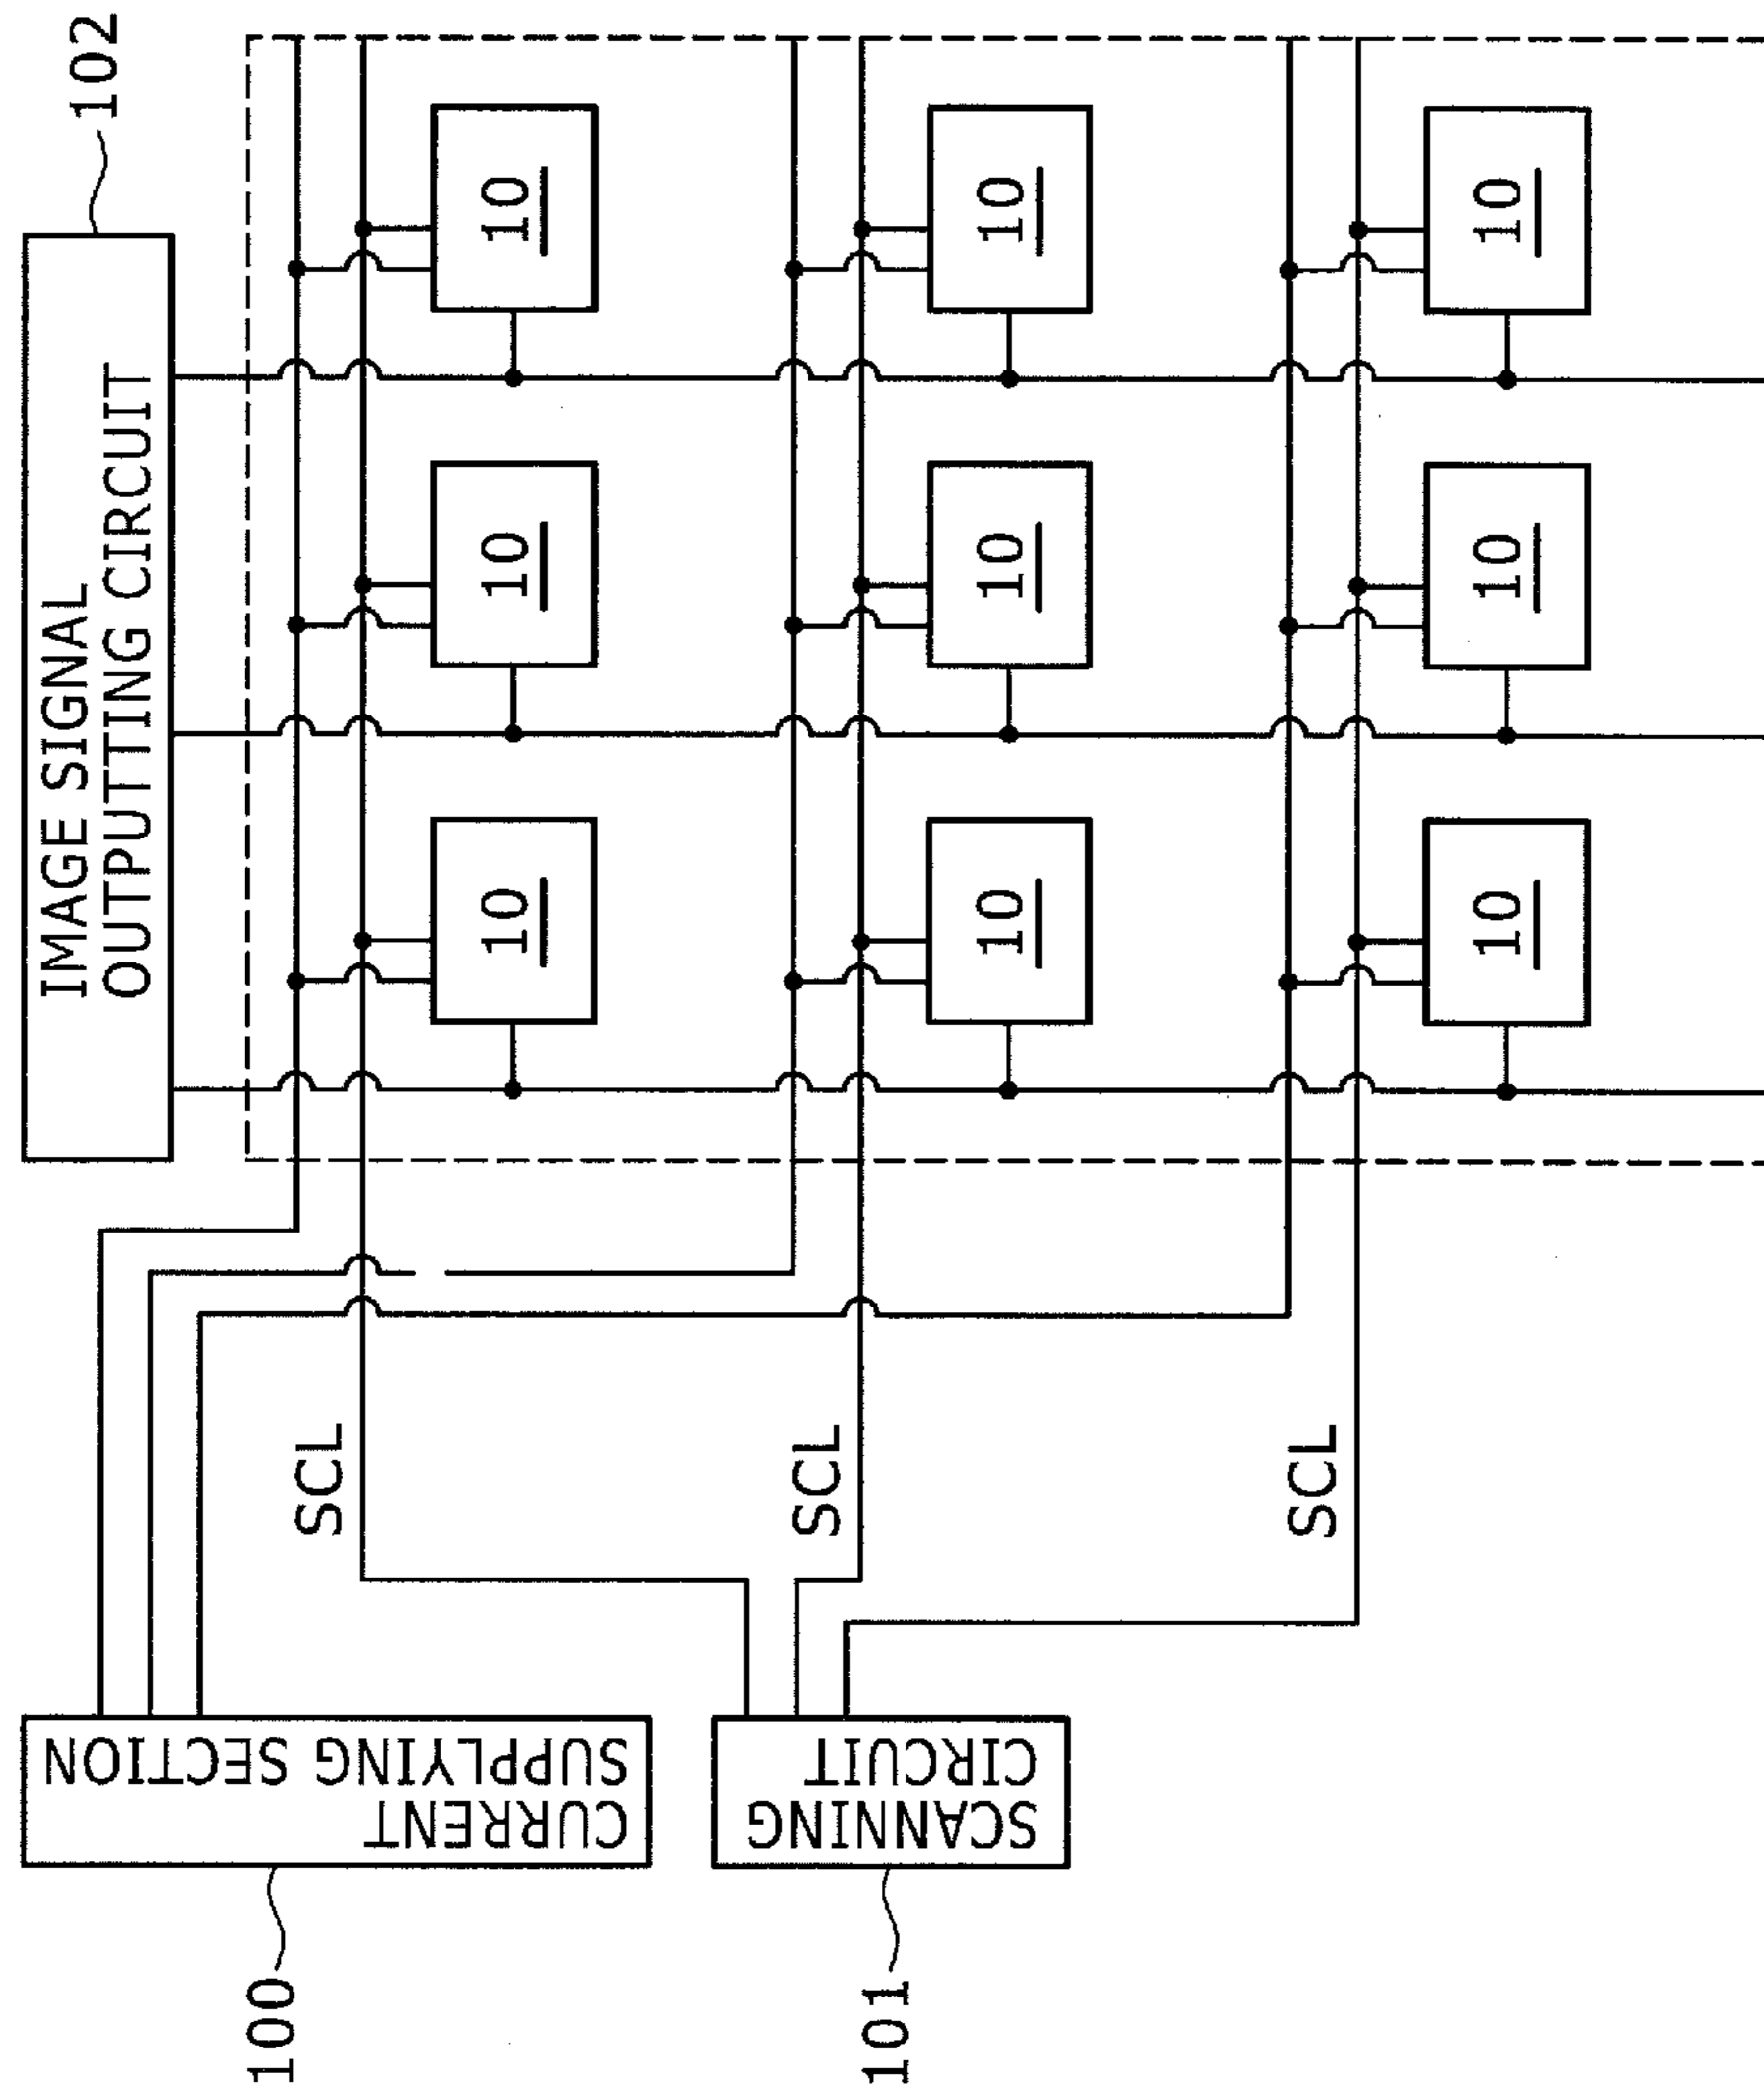 102
IMAGE SIGNAL
OUTPUTTING CIRCUIT
10
10
10
10
10
10
10
10
10
SCL
SCL
SCL
CURRENT
SUPPLYING SECTION
SCANNING
CIRCUIT
100
101